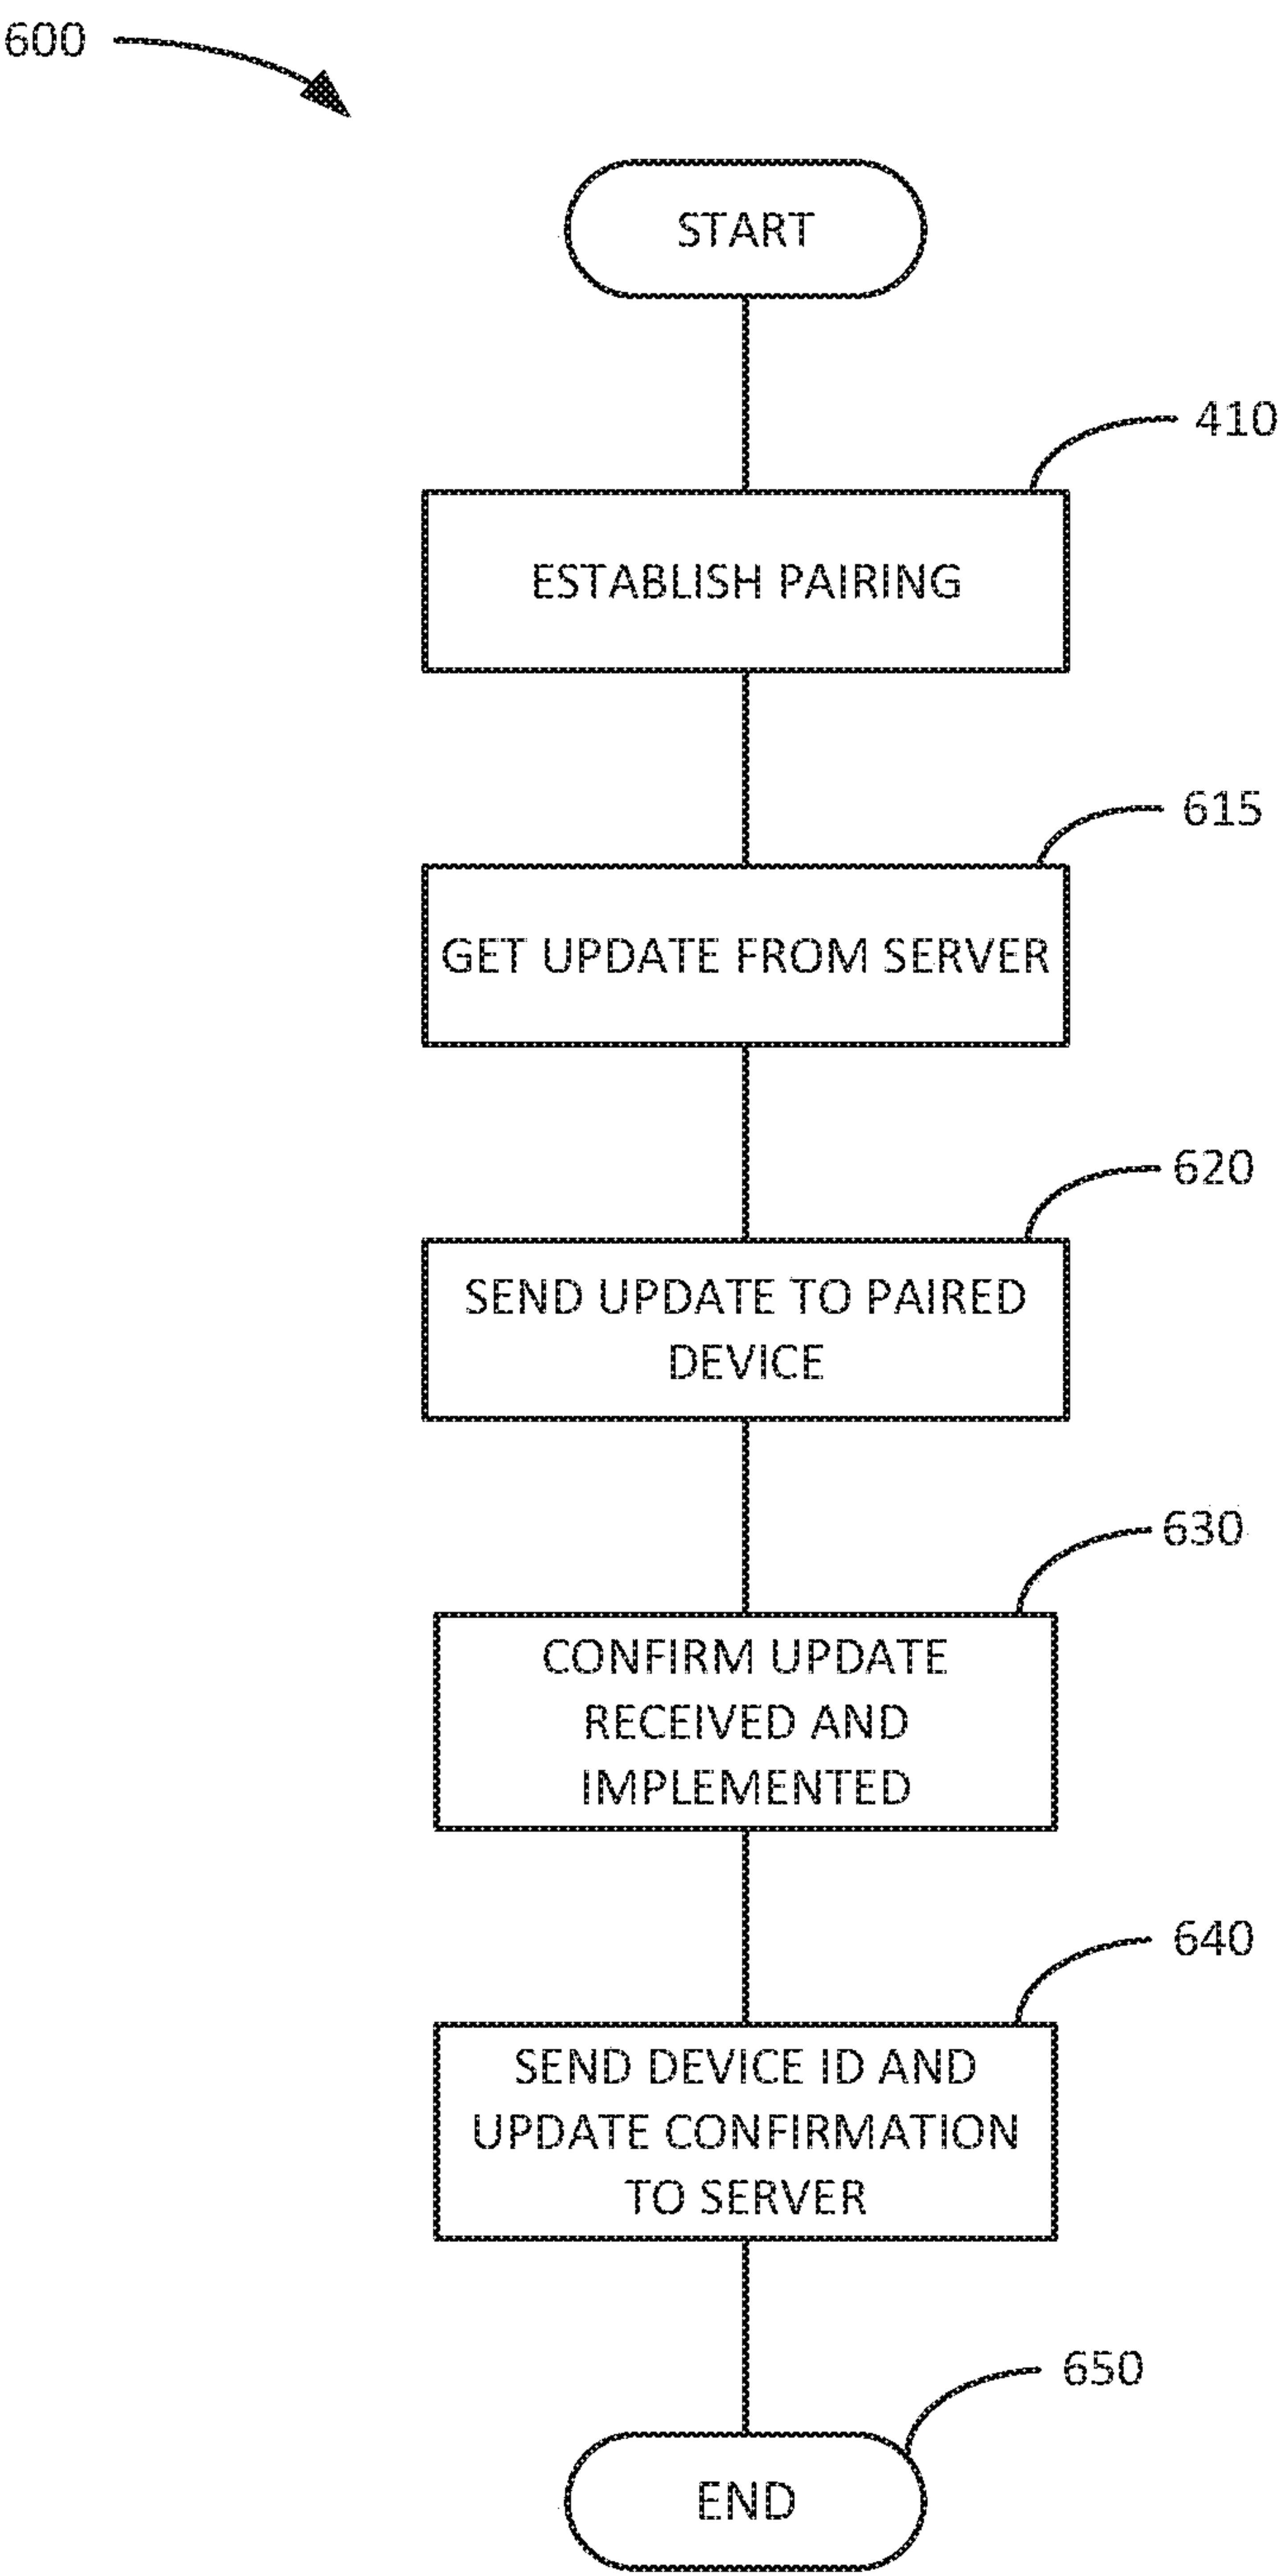 600
START
410
ESTABLISH PAIRING
615
GET UPDATE FROM SERVER
620
SEND UPDATE TO PAIRED
DEVICE
630
CONFIRM UPDATE
RECEIVED AND
IMPLEMENTED
640
SEND DEVICE ID AND
UPDATE CONFIRMATION
TO SERVER
650
END